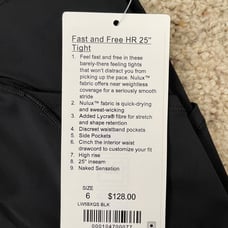 Fast and Free HR 25"
Tight
1. Feel fast and free in these
barely-there feeling tights
that won't distract you from
picking up the pace. Nulux™
fabric offers near weightless
coverage for a seriously smooth
stride
2. Nulux™ fabric is quick-drying
and sweat-wicking
3. Added Lycra® fibre for stretch
and shape retention
4. Discreet waistband pockets
5. Side Pockets
6. Cinch the interior waist
drawcord to customize your fit
7. High rise
8. 25" inseam
9. Naked Sensation
SIZE
6 $128.00
LW5BXGS BLK